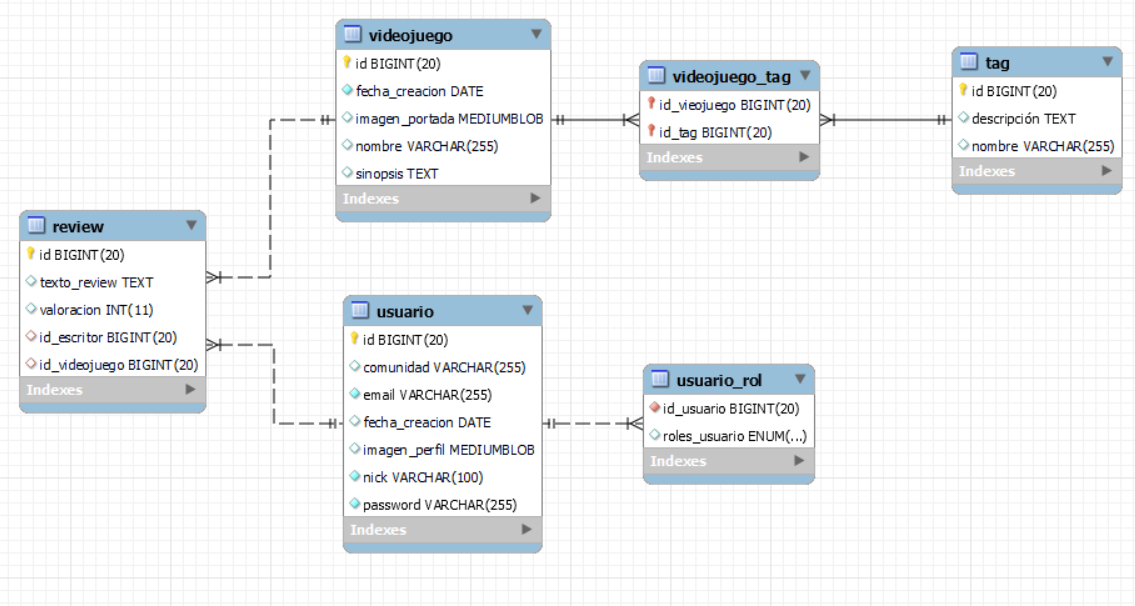 videojuego
id BIGINT(20)
fecha_creacion DATE
imagen_portada MEDIUMBLOB
nombre VARCHAR(255)
sinopsis TEXT
Indexes
videojuego_tag
id_vieojuego BIGINT(20)
id_tag BIGINT(20)
Indexes
tag
id BIGINT(20)
descripción TEXT
nombre VARCHAR(255)
Indexes
review
id BIGINT(20)
texto_review TEXT
valoracion INT(11)
id_escritor BIGINT(20)
id_videojuego BIGINT(20)
Indexes
usuario
id BIGINT(20)
comunidad VARCHAR(255)
email VARCHAR(255)
fecha_creacion DATE
imagen_perfil MEDIUMBLOB
nick VARCHAR(100)
password VARCHAR(255)
Indexes
usuario_rol
id_usuario BIGINT(20)
roles_usuario ENUM(...)
Indexes